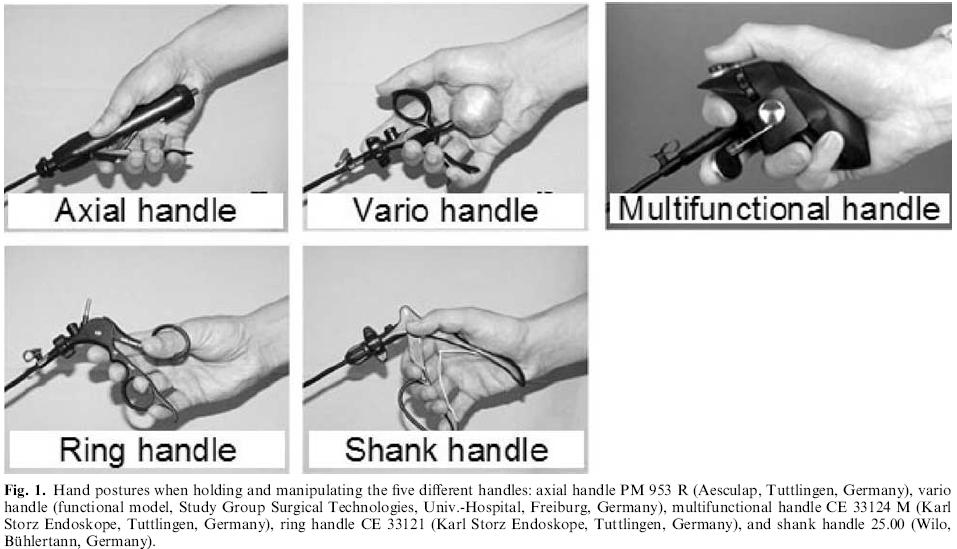 Axial handle
Vario handle
Multifunctional handle
Ring handle
Shank handle
Fig. 1. Hand postures when holding and manipulating the five different handles: axial handle PM 953 R (Aesculap, Tuttlingen, Germany), vario
handle (functional model, Study Group Surgical Technologies, Univ.-Hospital, Freiburg, Germany), multifunctional handle CE 33124 M (Karl
Storz Endoskope, Tuttlingen, Germany), ring handle CE 33121 (Karl Storz Endoskope, Tuttlingen, Germany), and shank handle 25.00 (Wilo,
Bühlertann, Germany).